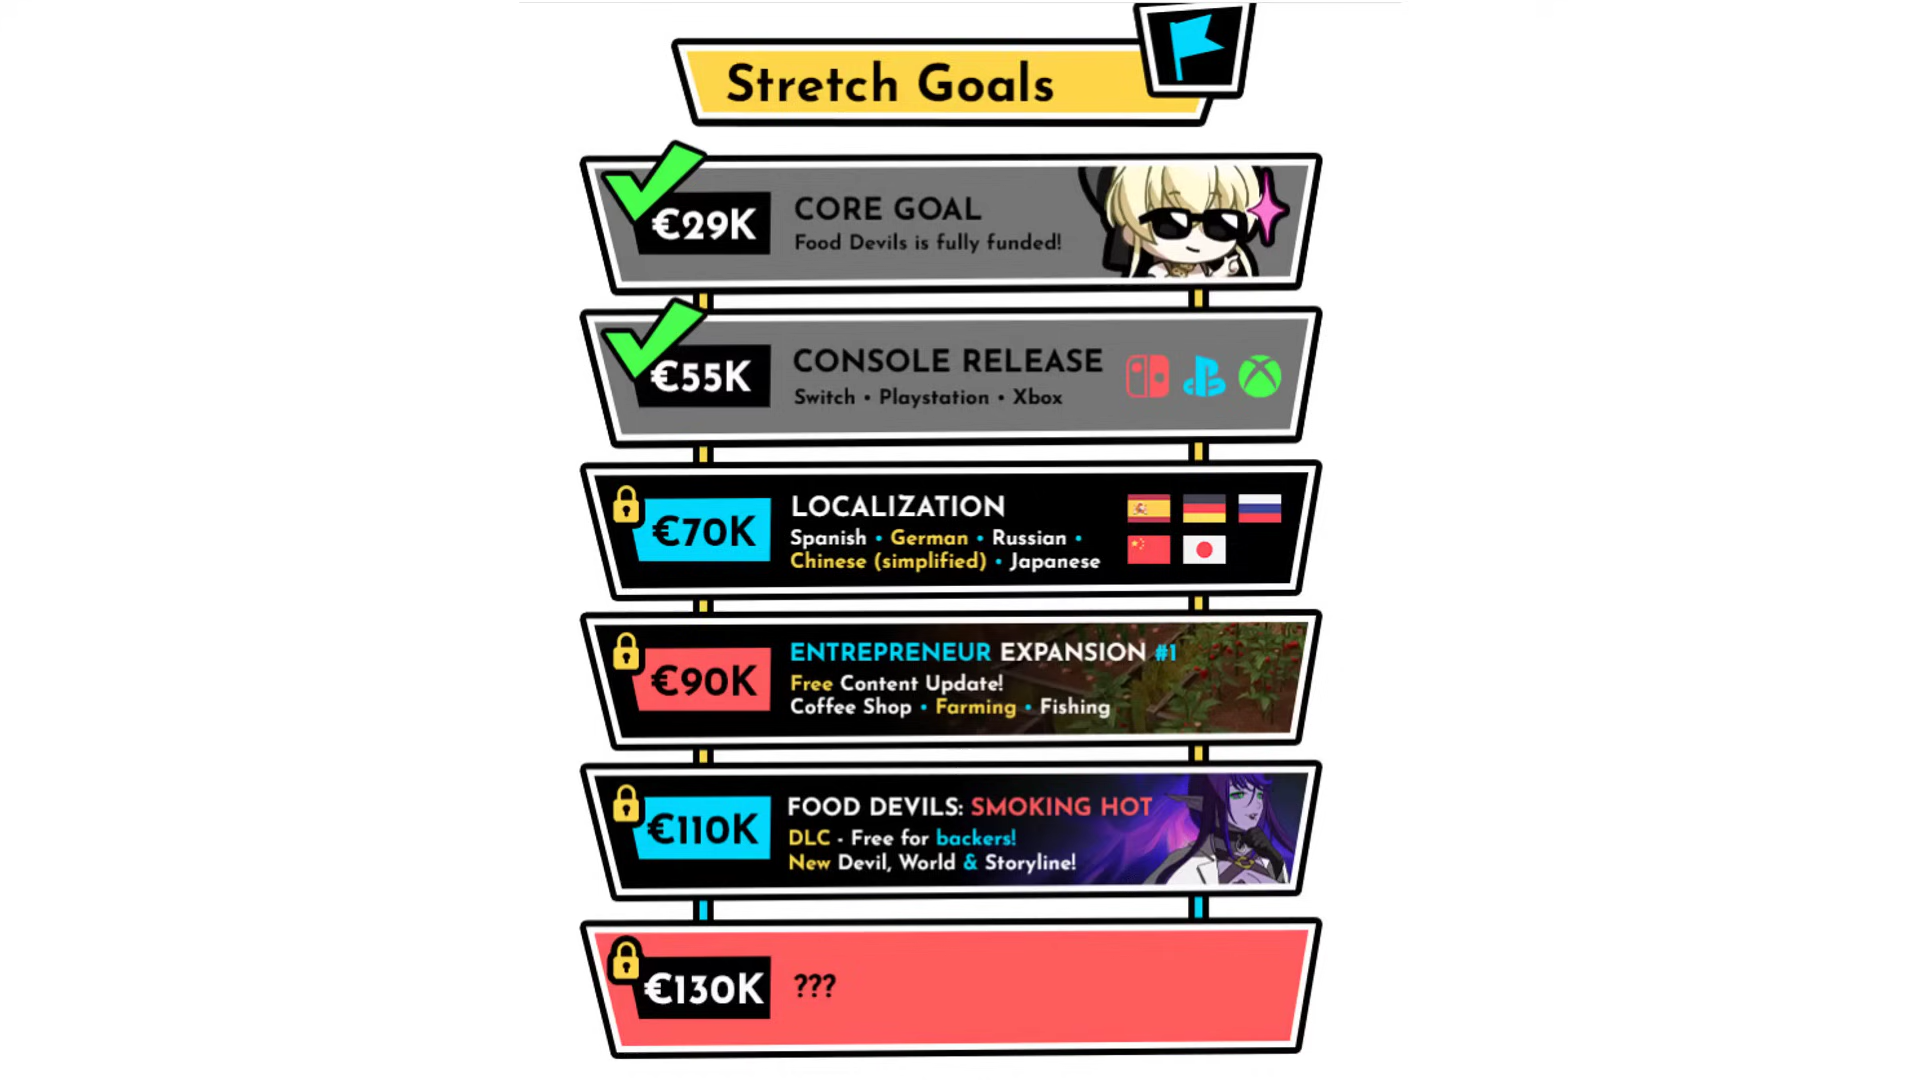 Stretch Goals
€29K
CORE GOAL
Food Devils is fully funded!
€55K
CONSOLE RELEASE
Switch • Playstation • Xbox
€70K
LOCALIZATION
Spanish • German • Russian •
Chinese (simplified) • Japanese
€90K
ENTREPRENEUR EXPANSION #1
Free Content Update!
Coffee Shop • Farming • Fishing
€110K
FOOD DEVILS: SMOKING HOT
DLC - Free for backers!
New Devil, World & Storyline!
€130K
???